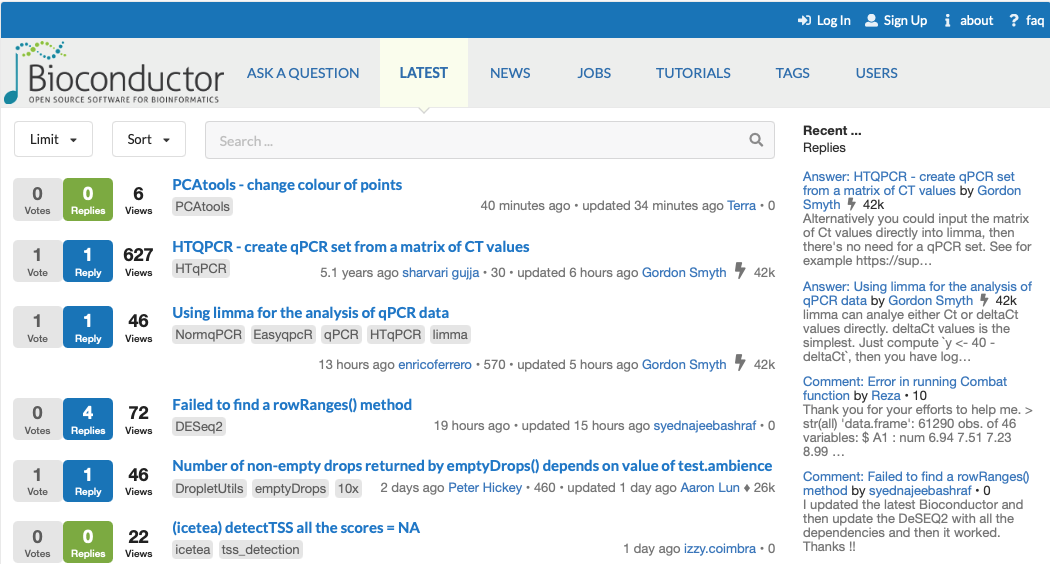 Log In Sign Up about faq
Bioconductor
OPEN SOURCE SOFTWARE FOR BIOINFORMATICS
ASK A QUESTION LATEST NEWS JOBS TUTORIALS TAGS USERS
Limit Sort Search ...
0 Votes 0 Replies 6 Views
PCAtools - change colour of points
PCATools
40 minutes ago • updated 34 minutes ago Terra • 0
1 Vote 1 Reply 627 Views
HTQPCR - create qPCR set from a matrix of CT values
HTqPCR
5.1 years ago sharvari gujja • 30 • updated 6 hours ago Gordon Smyth 42k
1 Vote 1 Reply 46 Views
Using limma for the analysis of qPCR data
NormqPCR EasyqpcR qPCR HTqPCR limma
13 hours ago enricoferrero • 570 • updated 5 hours ago Gordon Smyth 42k
0 Votes 4 Replies 72 Views
Failed to find a rowRanges() method
DESeq2
19 hours ago • updated 15 hours ago syednajeebashraf • 0
1 Vote 1 Reply 46 Views
Number of non-empty drops returned by emptyDrops() depends on value of test.ambience
DropletUtils emptyDrops 10x
2 days ago Peter Hickey • 460 • updated 1 day ago Aaron Lun ♦ 26k
0 Votes 0 Replies 22 Views
(icetea) detectTSS all the scores = NA
icetea tss_detection
1 day ago izzy.coimbra • 0
Recent ...
Replies
Answer: HTQPCR - create qPCR set
from a matrix of CT values by Gordon
Smyth 42k
Alternatively you could input the matrix
of Ct values directly into limma, then
there's no need for a qPCR set. See for
example https://sup…
Answer: Using limma for the analysis of
qPCR data by Gordon Smyth 42k
limma can analye either Ct or deltaCt
values directly. deltaCt values is the
simplest. Just compute `y <- 40 -
deltaCt`, then you have log…
Comment: Error in running Combat
function by Reza • 10
Thank you for your efforts to help me. >
str(all) 'data.frame': 61290 obs. of 46
variables: $ A1 : num 6.94 7.51 7.23
8.99 …
Comment: Failed to find a rowRanges()
method by syednajeebashraf • 0
I updated the latest Bioconductor and
then update the DeSEQ2 with all the
dependencies and then it worked.
Thanks !!